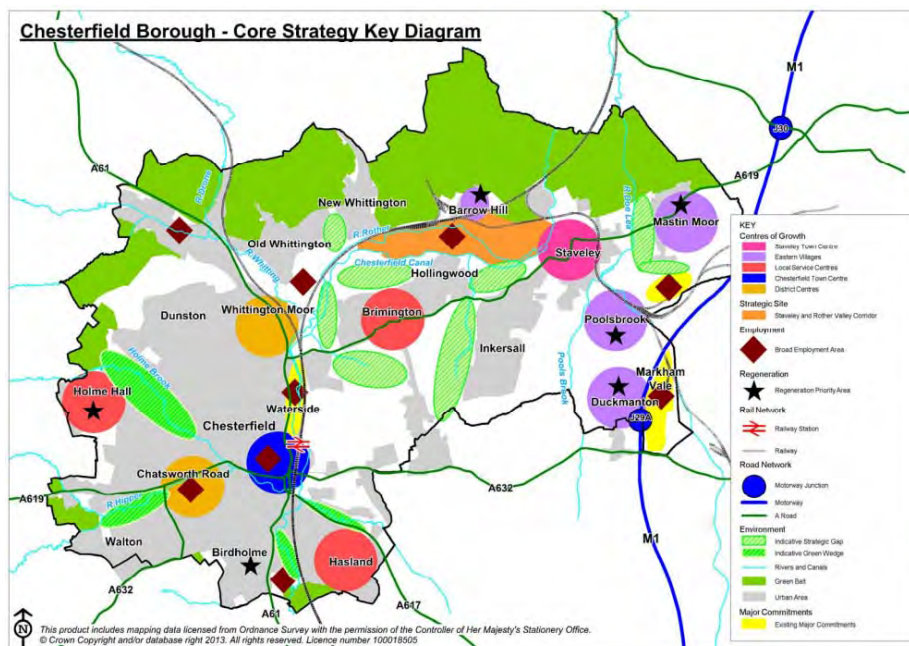 Chesterfield Borough - Core Strategy Key Diagram
M1
J30
A61
A619
R.Drone
New Whittington
Barrow Hill
R.Doe Lea
Mastin Moor
Old Whittington
R.Rother
R.Whitting
Chesterfield Canal
Hollingwood
Staveley
Dunston
Whittington Moor
Brimington
Poolsbrook
Inkersall
Holme Brook
Pools Brook
Markham
Vale
Holme Hall
Waterside
Duckmanton
Chesterfield
J29A
Chatsworth Road
A619
A632
R.Hipper
Walton
Birdholme
Hasland
M1
A632
A61
A617
KEY
Centres of Growth
Staveley Town Centre
Eastern Villages
Local Service Centres
Chesterfield Town Centre
District Centres
Strategic Site
Staveley and Rother Valley Corridor
Employment
Broad Employment Area
Regeneration
Regeneration Priority Area
Rail Network
Railway Station
Railway
Road Network
Motorway Junction
Motorway
A Road
Environment
Indicative Strategic Gap
Indicative Green Wedge
Rivers and Canals
Green Belt
Urban Area
Major Commitments
Existing Major Commitments
N
This product includes mapping data licensed from Ordnance Survey with the permission of the Controller of Her Majesty's Stationery Office.
© Crown Copyright and/or database right 2013. All rights reserved. Licence number 100018505